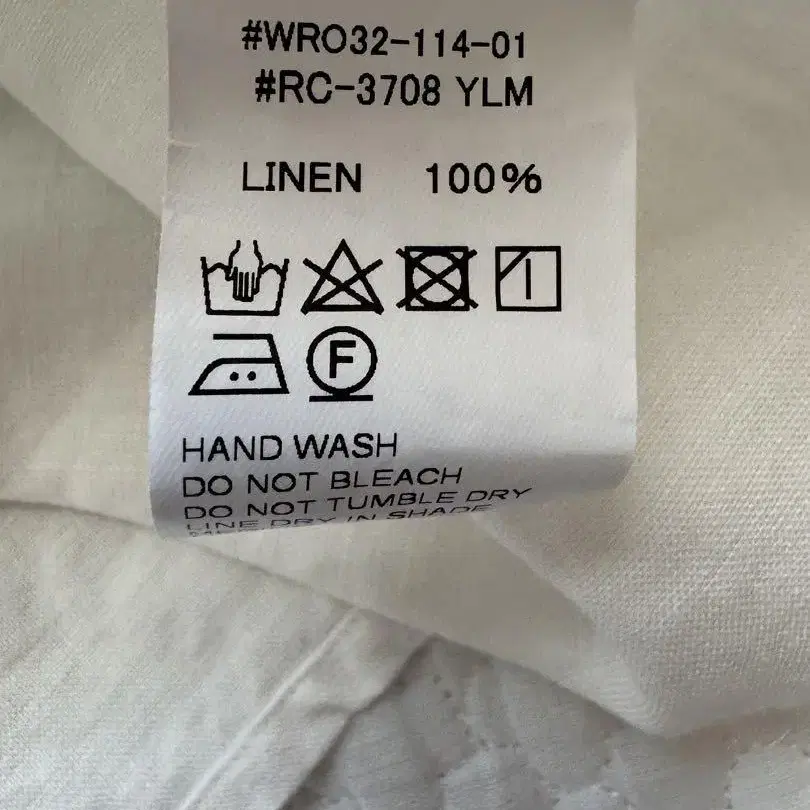 #WRO32-114-01
#RC-3708 YLM
LINEN 100%
F
HAND WASH
DO NOT BLEACH
DO NOT TUMBLE DRY
LINE DRY IN SHADE